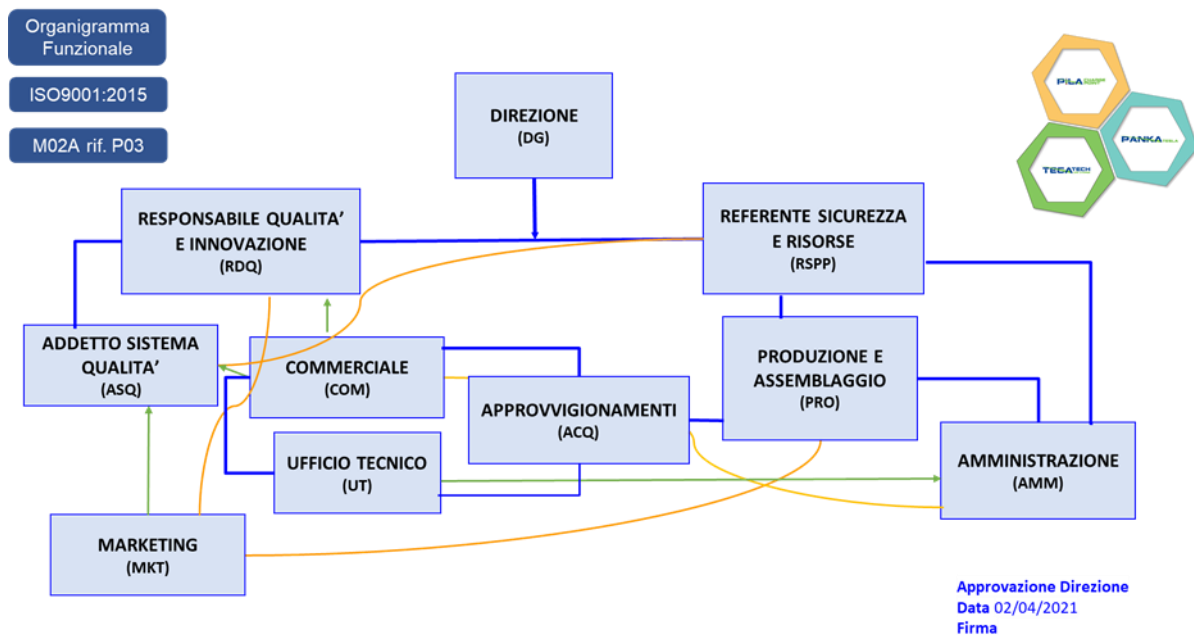 Organigramma
Funzionale
ISO9001:2015
M02A rif. P03
DIREZIONE
(DG)
PILA
PANKA
TEGATECH
RESPONSABILE QUALITA’
E INNOVAZIONE
(RDQ)
REFERENTE SICUREZZA
E RISORSE
(RSPP)
ADDETTO SISTEMA
QUALITA’
(ASQ)
COMMERCIALE
(COM)
APPROVVIGIONAMENTI
(ACQ)
PRODUZIONE E
ASSEMBLAGGIO
(PRO)
UFFICIO TECNICO
(UT)
AMMINISTRAZIONE
(AMM)
MARKETING
(MKT)
Approvazione Direzione
Data 02/04/2021
Firma